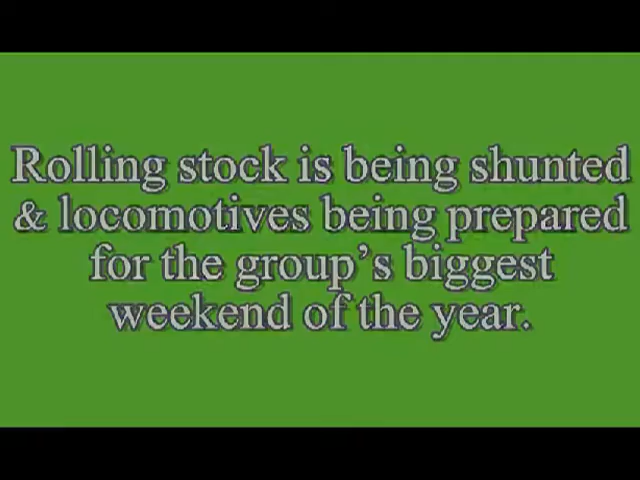 Rolling stock is being shunted
& locomotives being prepared
for the group's biggest
weekend of the year.